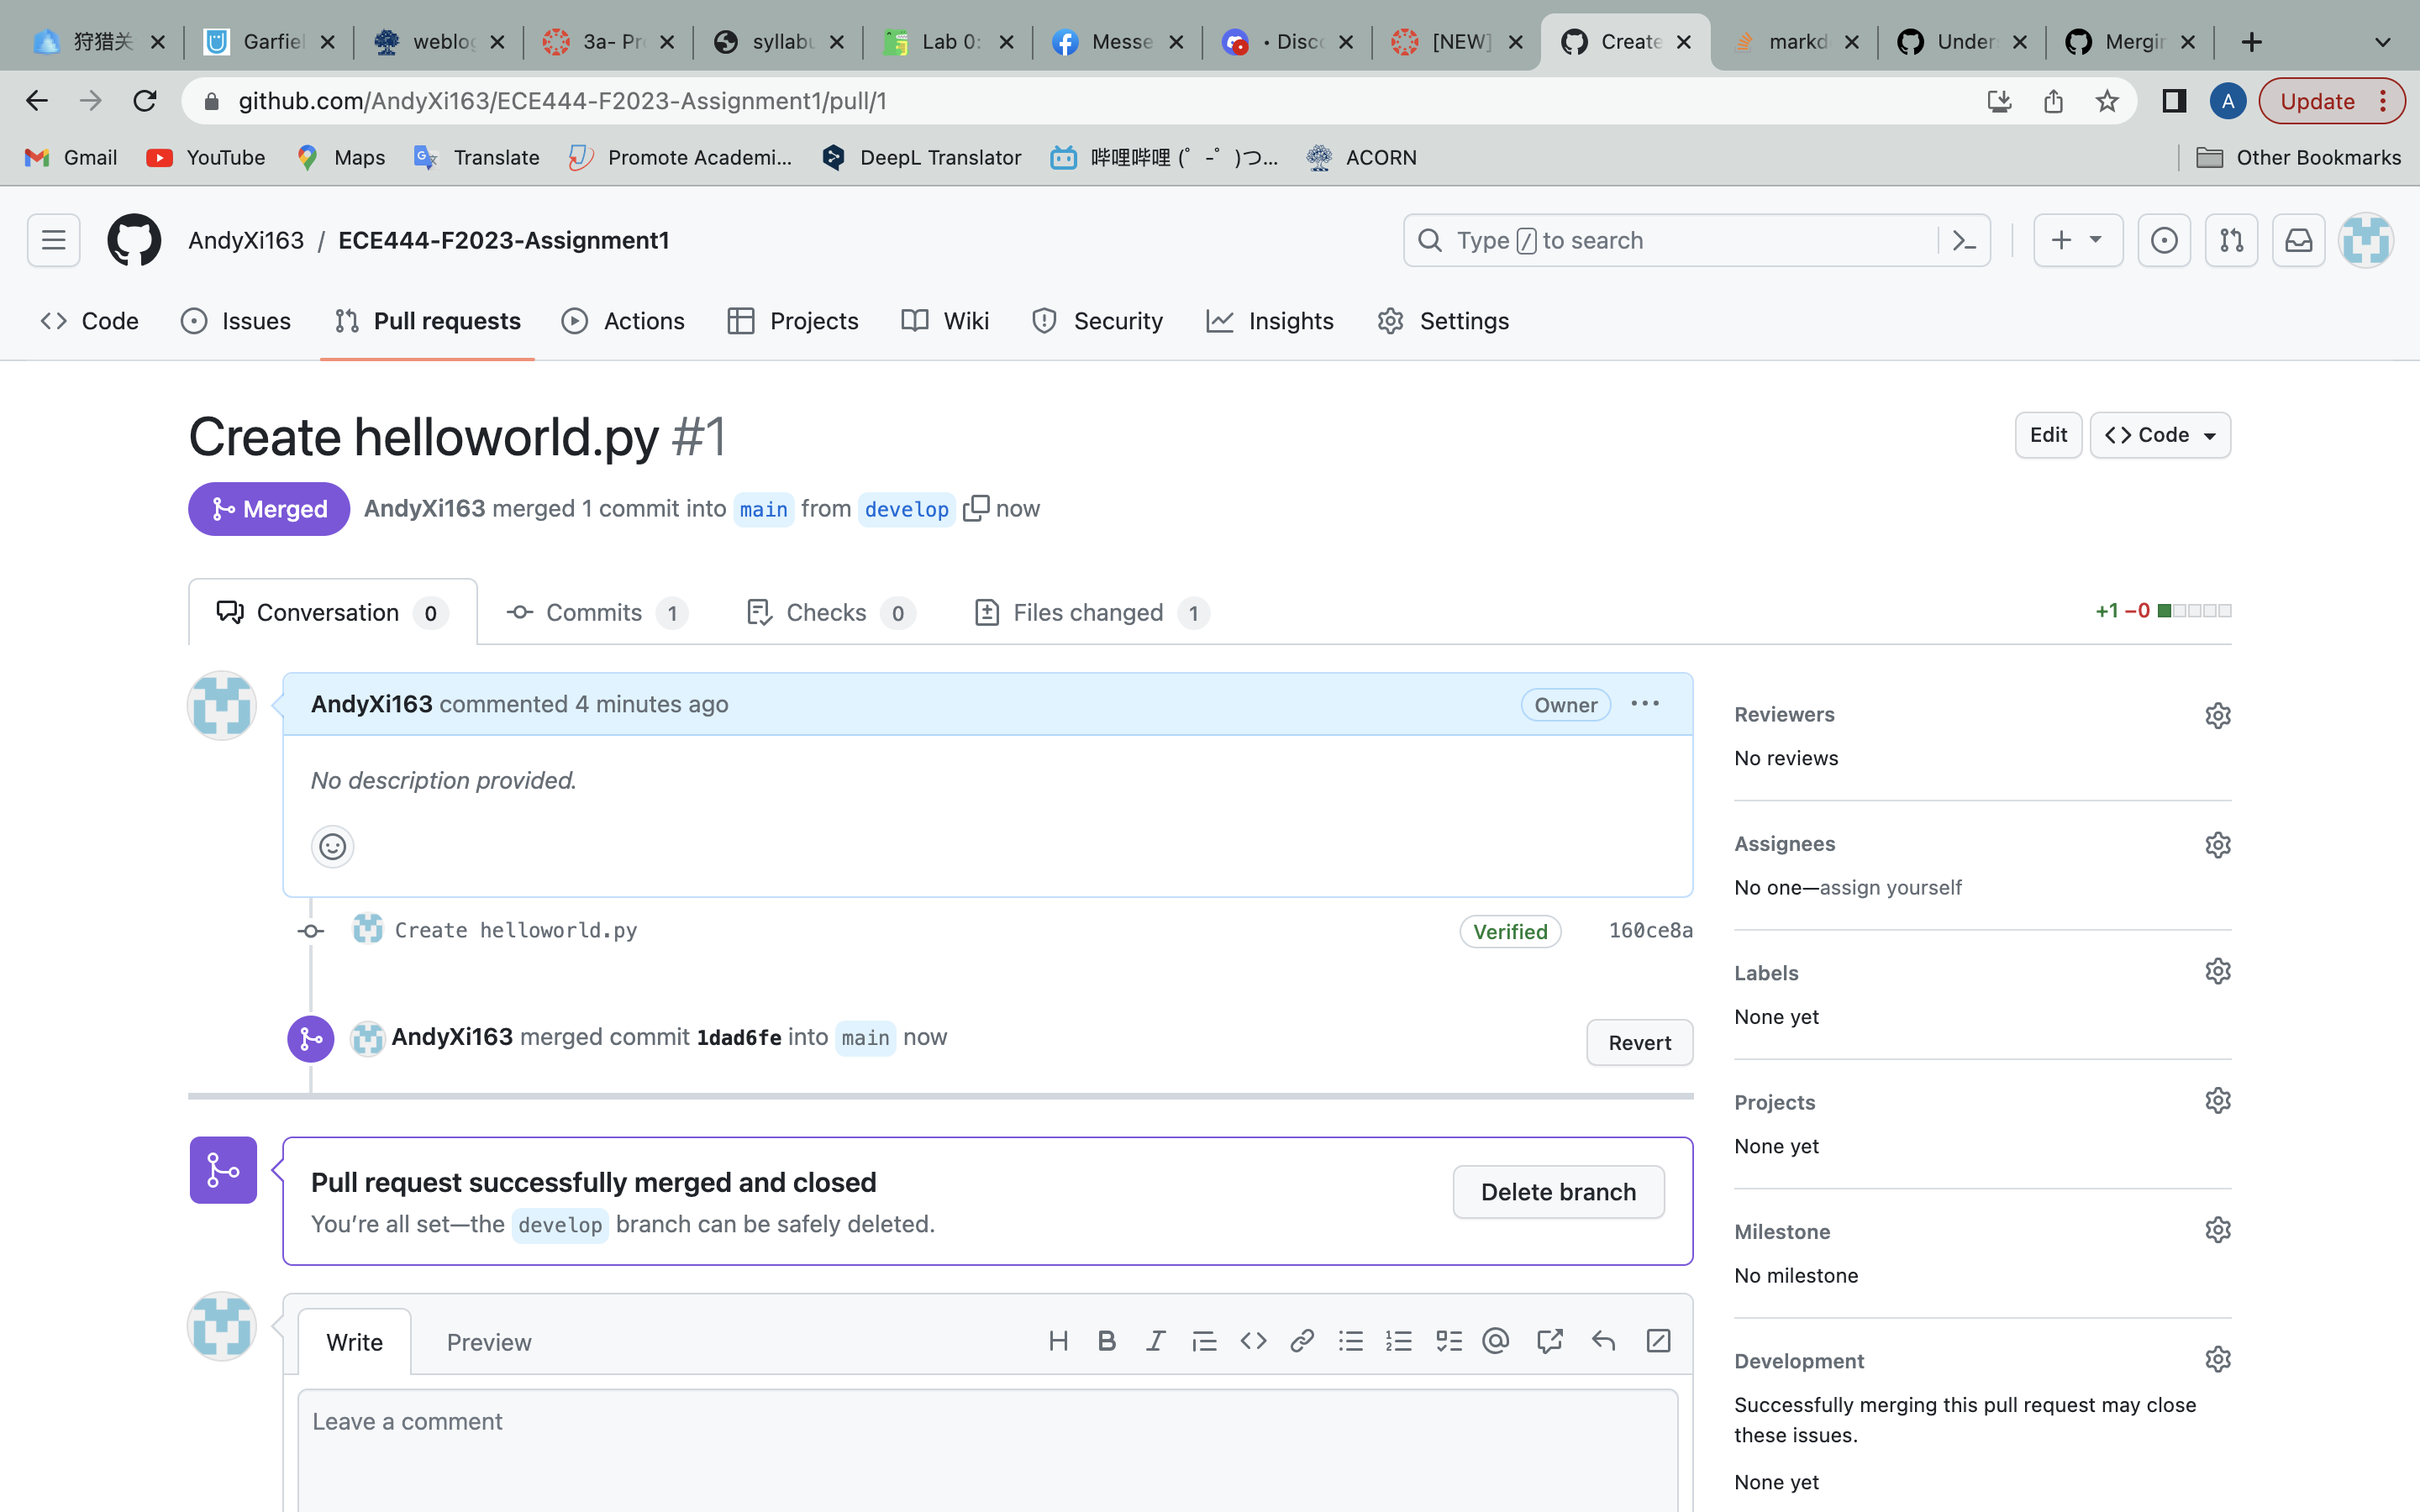 狩猎关 Garfiel weblog 3a- Pr syllabu Lab 0: Messe • Disco [NEW] Create markd Under Mergin
github.com/AndyXi163/ECE444-F2023-Assignment1/pull/1 A Update
Gmail YouTube Maps Translate Promote Academi... DeepL Translator 哔哩哔哩 (゜-゜)つ... ACORN Other Bookmarks
AndyXi163 / ECE444-F2023-Assignment1 Type / to search
Code Issues Pull requests Actions Projects Wiki Security Insights Settings
Create helloworld.py #1 Edit Code
Merged AndyXi163 merged 1 commit into main from develop now
Conversation 0 Commits 1 Checks 0 Files changed 1 +1 −0
AndyXi163 commented 4 minutes ago Owner ...
No description provided.
Create helloworld.py Verified 160ce8a
AndyXi163 merged commit 1dad6fe into main now Revert
Pull request successfully merged and closed
You’re all set—the develop branch can be safely deleted.
Delete branch
Write Preview
Leave a comment
Reviewers
No reviews
Assignees
No one—assign yourself
Labels
None yet
Projects
None yet
Milestone
No milestone
Development
Successfully merging this pull request may close
these issues.
None yet